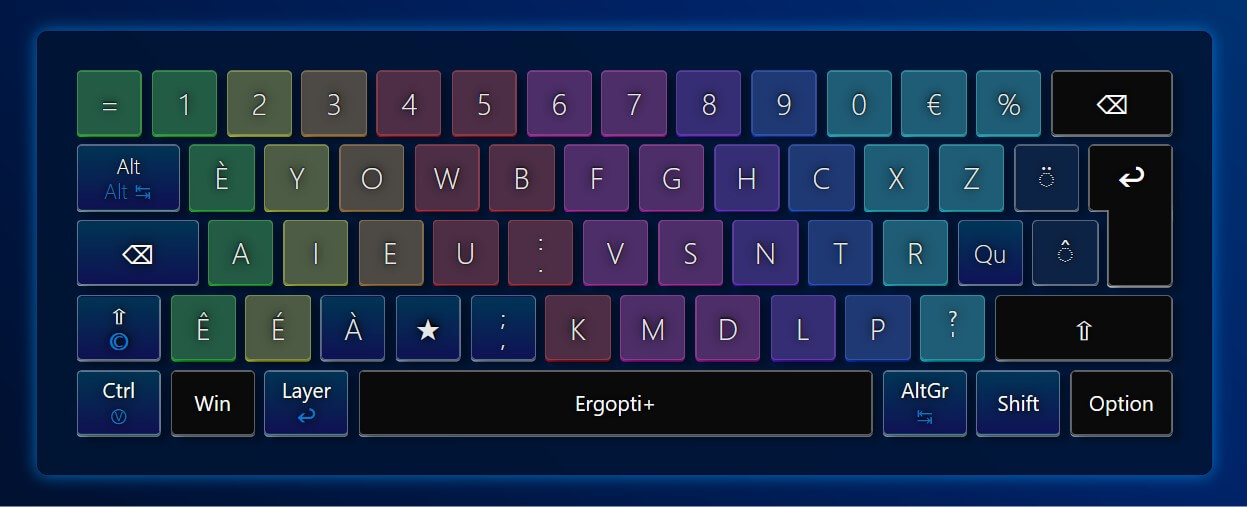 = 1 2 3 4 5 6 7 8 9 0 € % ⌫
Alt È Y O W B F G H C X Z ¨ ↩
Alt ↹
⌫ A I E U : V S N T R Qu ^
.
⇧ Ê É À ★ ; K M D L P ? ⇧
© , '
Ctrl Win Layer Ergopti+ AltGr Shift Option
Ⓥ ↩ ↹